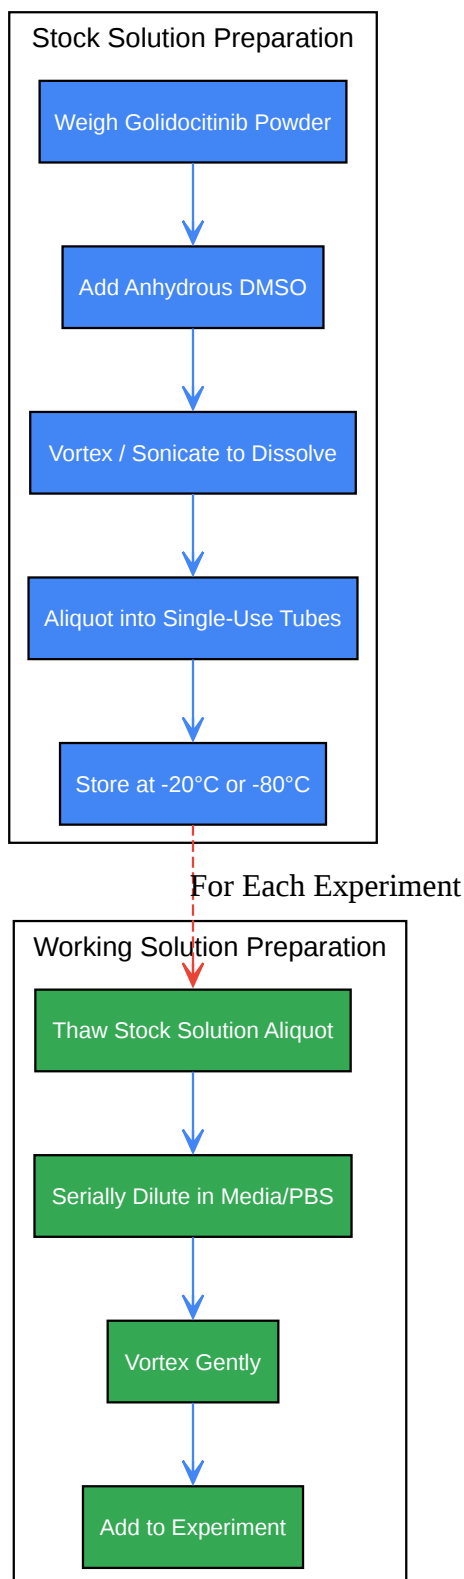 Stock Solution Preparation
Weigh Golidocitinib Powder
Add Anhydrous DMSO
Vortex / Sonicate to Dissolve
Aliquot into Single-Use Tubes
Store at -20°C or -80°C
For Each Experiment
Working Solution Preparation
Thaw Stock Solution Aliquot
Serially Dilute in Media/PBS
Vortex Gently
Add to Experiment